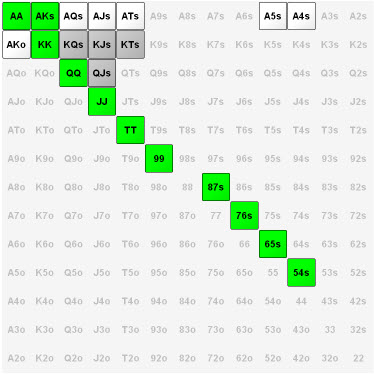 AA AKs AQs AJs ATs A9s A8s A7s A6s A5s A4s A3s A2s
AKo KK KQs KJs KTs K9s K8s K7s K6s K5s K4s K3s K2s
AQo KQo QQ QJs QTs Q9s Q8s Q7s Q6s Q5s Q4s Q3s Q2s
AJo KJo QJo JJ JTs J9s J8s J7s J6s J5s J4s J3s J2s
ATo KTo QTo JTo TT T9s T8s T7s T6s T5s T4s T3s T2s
A9o K9o Q9o J9o T9o 99 98s 97s 96s 95s 94s 93s 92s
A8o K8o Q8o J8o T8o 98o 88 87s 86s 85s 84s 83s 82s
A7o K7o Q7o J7o T7o 97o 87o 77 76s 75s 74s 73s 72s
A6o K6o Q6o J6o T6o 96o 86o 76o 66 65s 64s 63s 62s
A5o K5o Q5o J5o T5o 95o 85o 75o 65o 55 54s 53s 52s
A4o K4o Q4o J4o T4o 94o 84o 74o 64o 54o 44 43s 42s
A3o K3o Q3o J3o T3o 93o 83o 73o 63o 53o 43o 33 32s
A2o K2o Q2o J2o T2o 92o 82o 72o 62o 52o 42o 32o 22